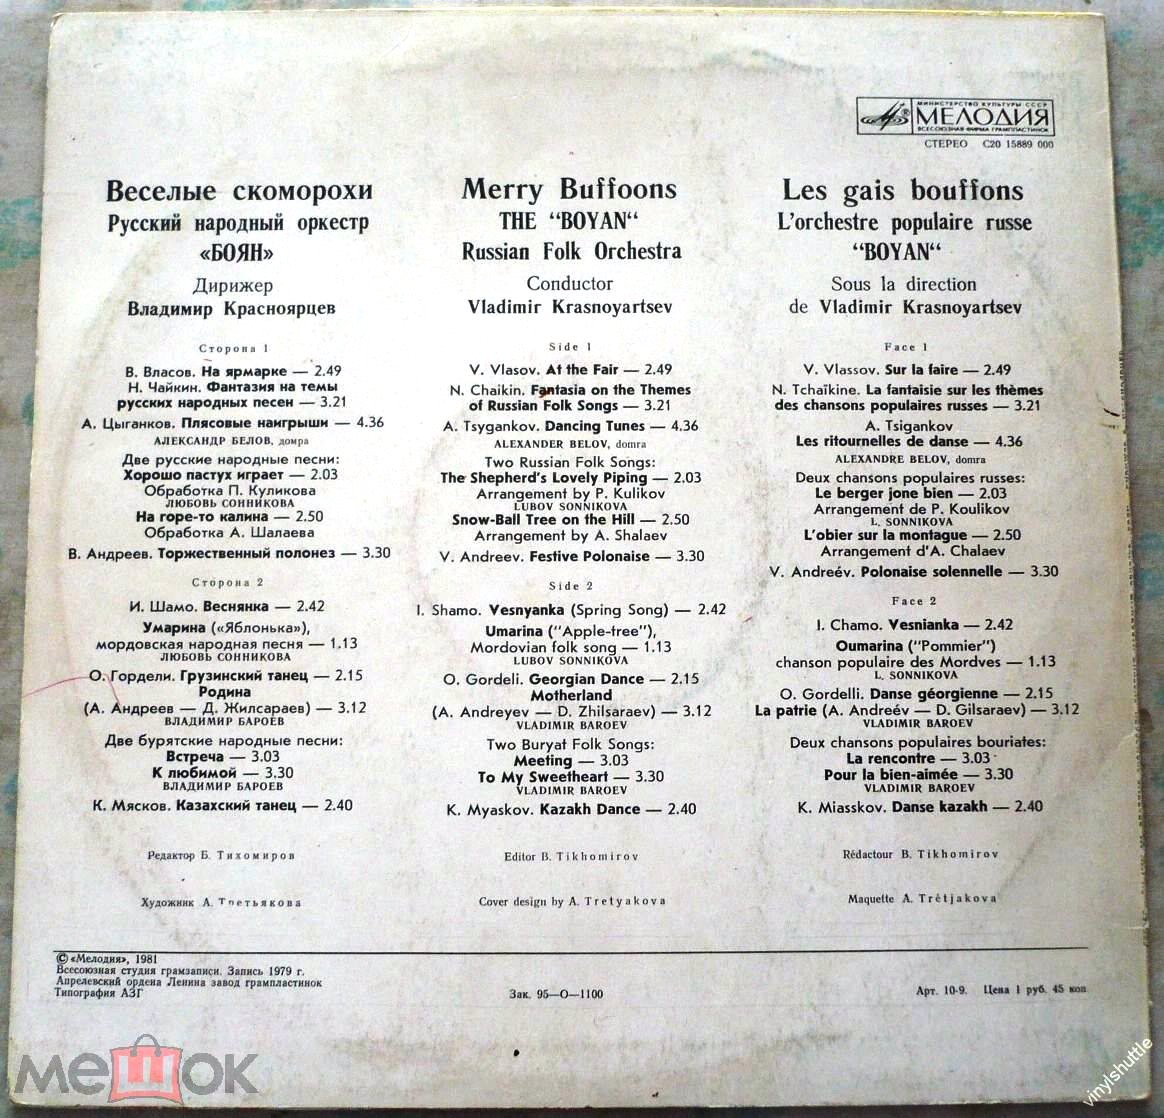 МИНИСТЕРСТВО КУЛЬТУРЫ СССР
МЕЛОДИЯ
ВСЕСОЮЗНАЯ ФИРМА ГРАМПЛАСТИНОК
СТЕРЕО С20 15889 000
Веселые скоморохи
Русский народный оркестр
«БОЯН»
Дирижер
Владимир Красноярцев
Сторона 1
В. Власов. На ярмарке — 2.49
Н. Чайкин. Фантазия на темы
русских народных песен — 3.21
А. Цыганков. Плясовые наигрыши — 4.36
АЛЕКСАНДР БЕЛОВ, домра
Две русские народные песни:
Хорошо пастух играет — 2.03
Обработка П. Куликова
ЛЮБОВЬ СОННИКОВА
На горе-то калина — 2.50
Обработка А. Шалаева
В. Андреев. Торжественный полонез — 3.30
Сторона 2
И. Шамо. Веснянка — 2.42
Умарина («Яблонька»),
мордовская народная песня — 1.13
ЛЮБОВЬ СОННИКОВА
О. Гордели. Грузинский танец — 2.15
Родина
(А. Андреев — Д. Жилсараев) — 3.12
ВЛАДИМИР БАРОЕВ
Две бурятские народные песни:
Встреча — 3.03
К любимой — 3.30
ВЛАДИМИР БАРОЕВ
К. Мясков. Казахский танец — 2.40
Редактор Б. Тихомиров
Художник А. Третьякова
Merry Buffoons
THE “BOYAN“
Russian Folk Orchestra
Conductor
Vladimir Krasnoyartsev
Side 1
V. Vlasov. At the Fair — 2.49
N. Chaikin. Fantasia on the Themes
of Russian Folk Songs — 3.21
A. Tsygankov. Dancing Tunes — 4.36
ALEXANDER BELOV, domra
Two Russian Folk Songs:
The Shepherd's Lovely Piping — 2.03
Arrangement by P. Kulikov
LUBOV SONNIKOVA
Snow-Ball Tree on the Hill — 2.50
Arrangement by A. Shalaev
V. Andreev. Festive Polonaise — 3.30
Side 2
I. Shamo. Vesnyanka (Spring Song) — 2.42
Umarina ("Apple-tree"),
Mordovian folk song — 1.13
LUBOV SONNIKOVA
O. Gordeli. Georgian Dance — 2.15
Motherland
(A. Andreyev — D. Zhilsaraev) — 3.12
VLADIMIR BAROEV
Two Buryat Folk Songs:
Meeting — 3.03
To My Sweetheart — 3.30
VLADIMIR BAROEV
K. Myaskov. Kazakh Dance — 2.40
Editor B. Tikhomirov
Cover design by A. Tretyakova
Les gais bouffons
L'orchestre populaire russe
“BOYAN“
Sous la direction
de Vladimir Krasnoyartsev
Face 1
V. Vlassov. Sur la faire — 2.49
N. Tchaïkine. La fantaisie sur les thèmes
des chansons populaires russes — 3.21
A. Tsigankov
Les ritournelles de danse — 4.36
ALEXANDRE BELOV, domra
Deux chansons populaires russes:
Le berger jone bien — 2.03
Arrangement de P. Koulikov
L. SONNIKOVA
L'obier sur la montague — 2.50
Arrangement d'A. Chalaev
V. Andreév. Polonaise solennelle — 3.30
Face 2
I. Chamo. Vesnianka — 2.42
Oumarina ("Pommier")
chanson populaire des Mordves — 1.13
L. SONNIKOVA
O. Gordelli. Danse géorgienne — 2.15
La patrie (A. Andreév — D. Gilsaraev) — 3.12
VLADIMIR BAROEV
Deux chansons populaires bouriates:
La rencontre — 3.03
Pour la bien-aimée — 3.30
VLADIMIR BAROEV
K. Miasskov. Danse kazakh — 2.40
Rédactour B. Tikhomirov
Maquette A. Trétjakova
© «Мелодия», 1981
Всесоюзная студия грамзаписи. Запись 1979 г.
Апрелевский ордена Ленина завод грампластинок
Типография АЗГ
Зак. 95—О—1100
Арт. 10-9. Цена 1 руб. 45 коп
мешок
vinylshuttle